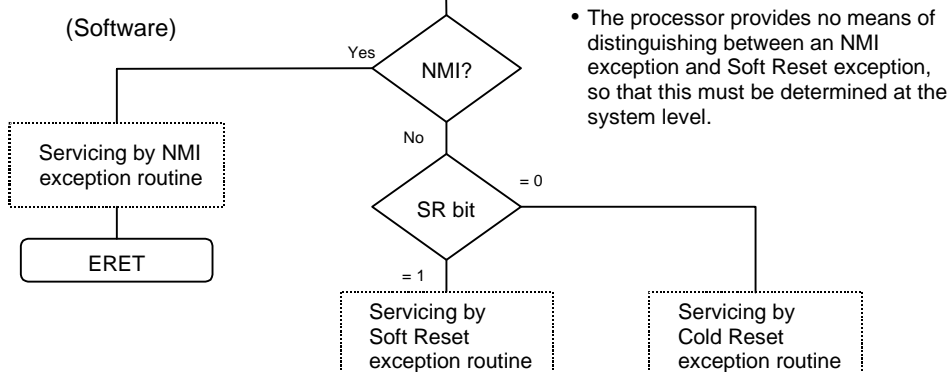 (Software)
• The processor provides no means of
distinguishing between an NMI
exception and Soft Reset exception,
so that this must be determined at the
system level.
Yes
NMI?
No
Servicing by NMI
exception routine
= 0
SR bit
ERET
= 1
Servicing by
Soft Reset
exception routine
Servicing by
Cold Reset
exception routine